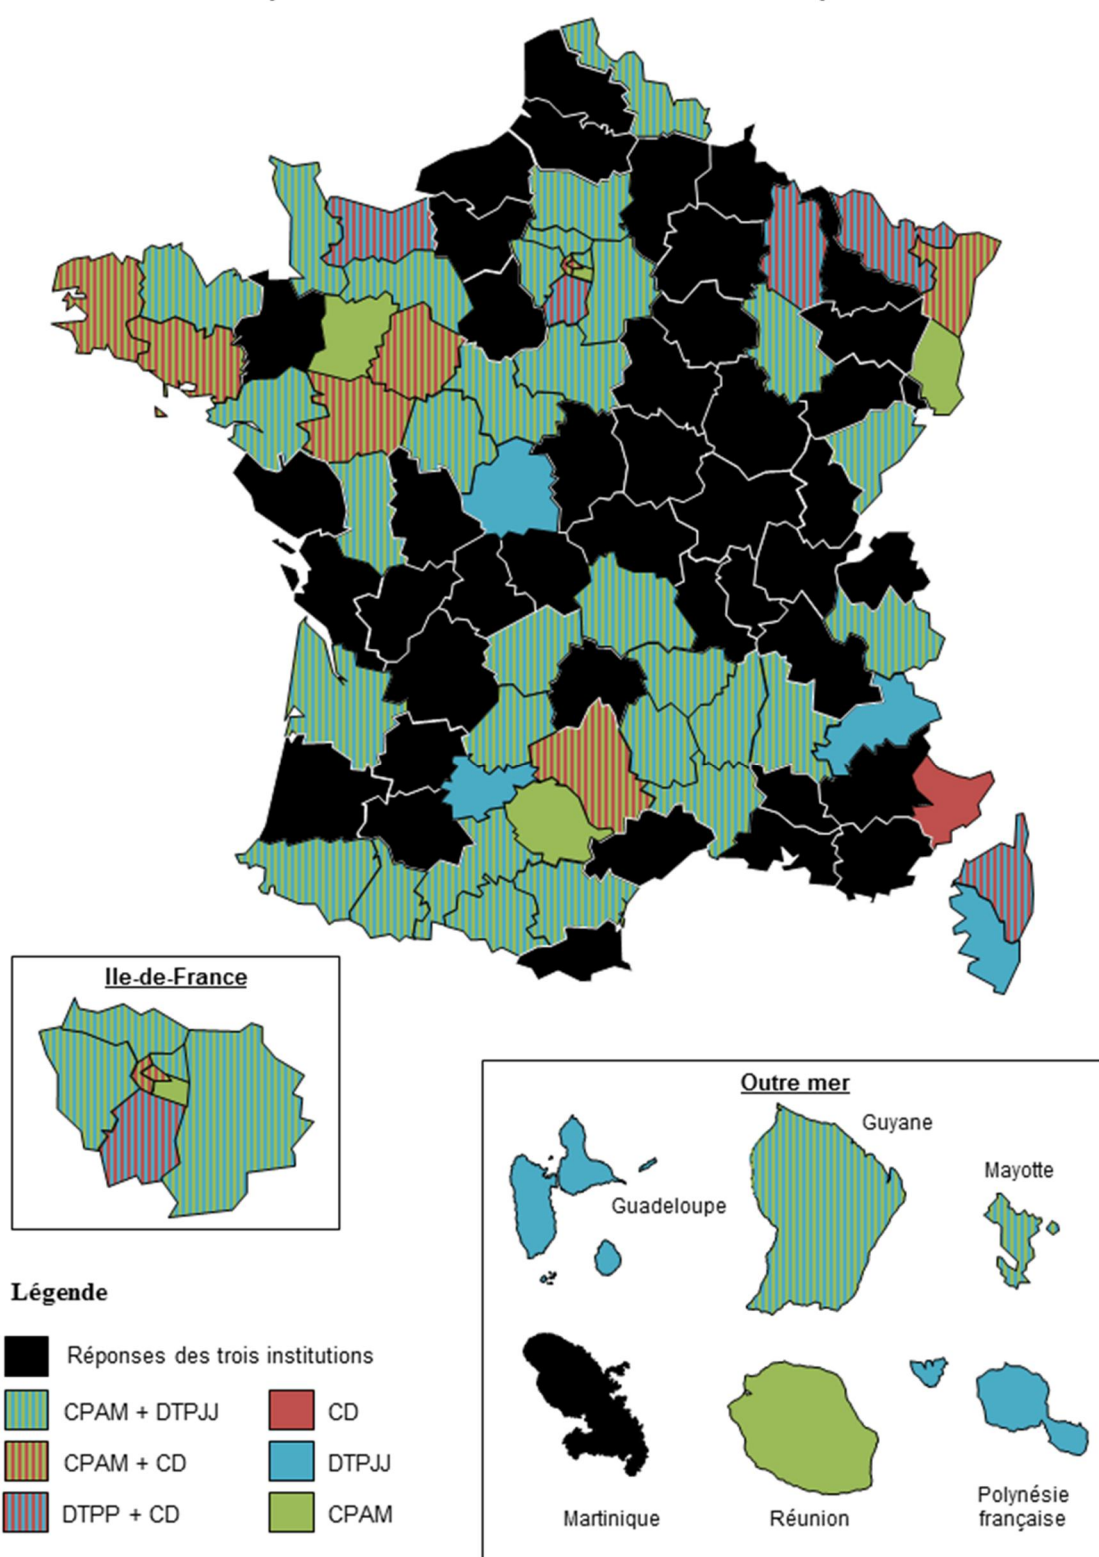 Ile-de-France
Outre mer
Guyane
Mayotte
Guadeloupe
Martinique
Réunion
Polynésie
française
Légende
Réponses des trois institutions
CPAM + DTPJJ
CD
CPAM + CD
DTPJJ
DTPP + CD
CPAM